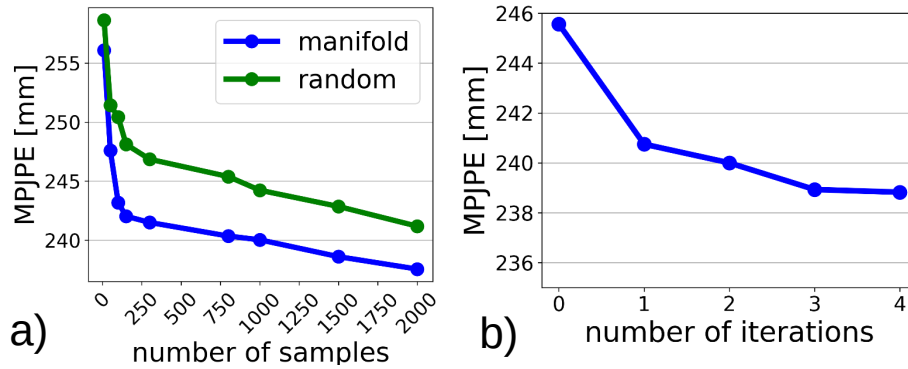 MPJPE [mm]
255
250
245
240
manifold
random
0
250
500
750
1000
1250
1500
1750
2000
number of samples
a)
MPJPE [mm]
246
244
242
240
238
236
0 1 2 3 4
number of iterations
b)